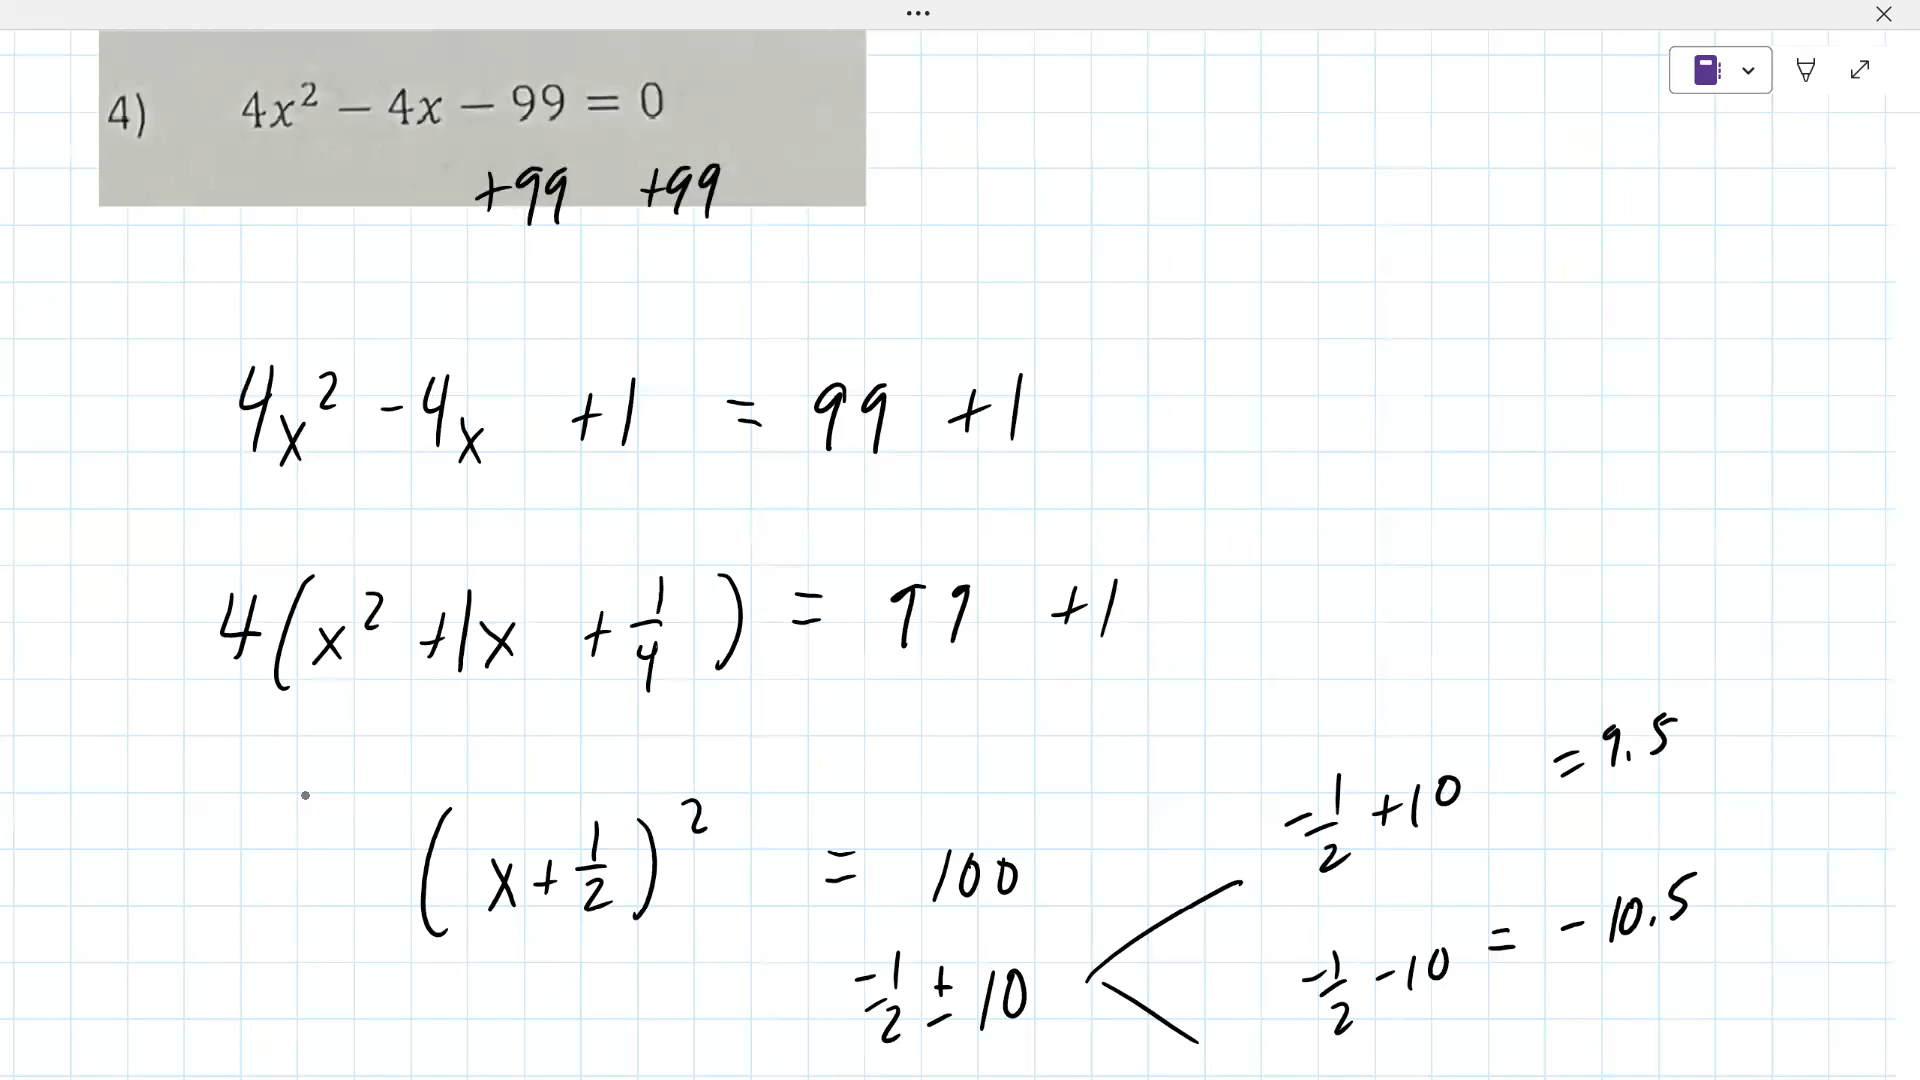 4) 4x² − 4x − 99 = 0
+99 +99
4x² - 4x +1 = 99 +1
4(x² +1x + 1/4) = 99 +1
(x + 1/2)² = 100
-1/2 ± 10
-1/2 + 10 = 9.5
-1/2 - 10 = - 10.5